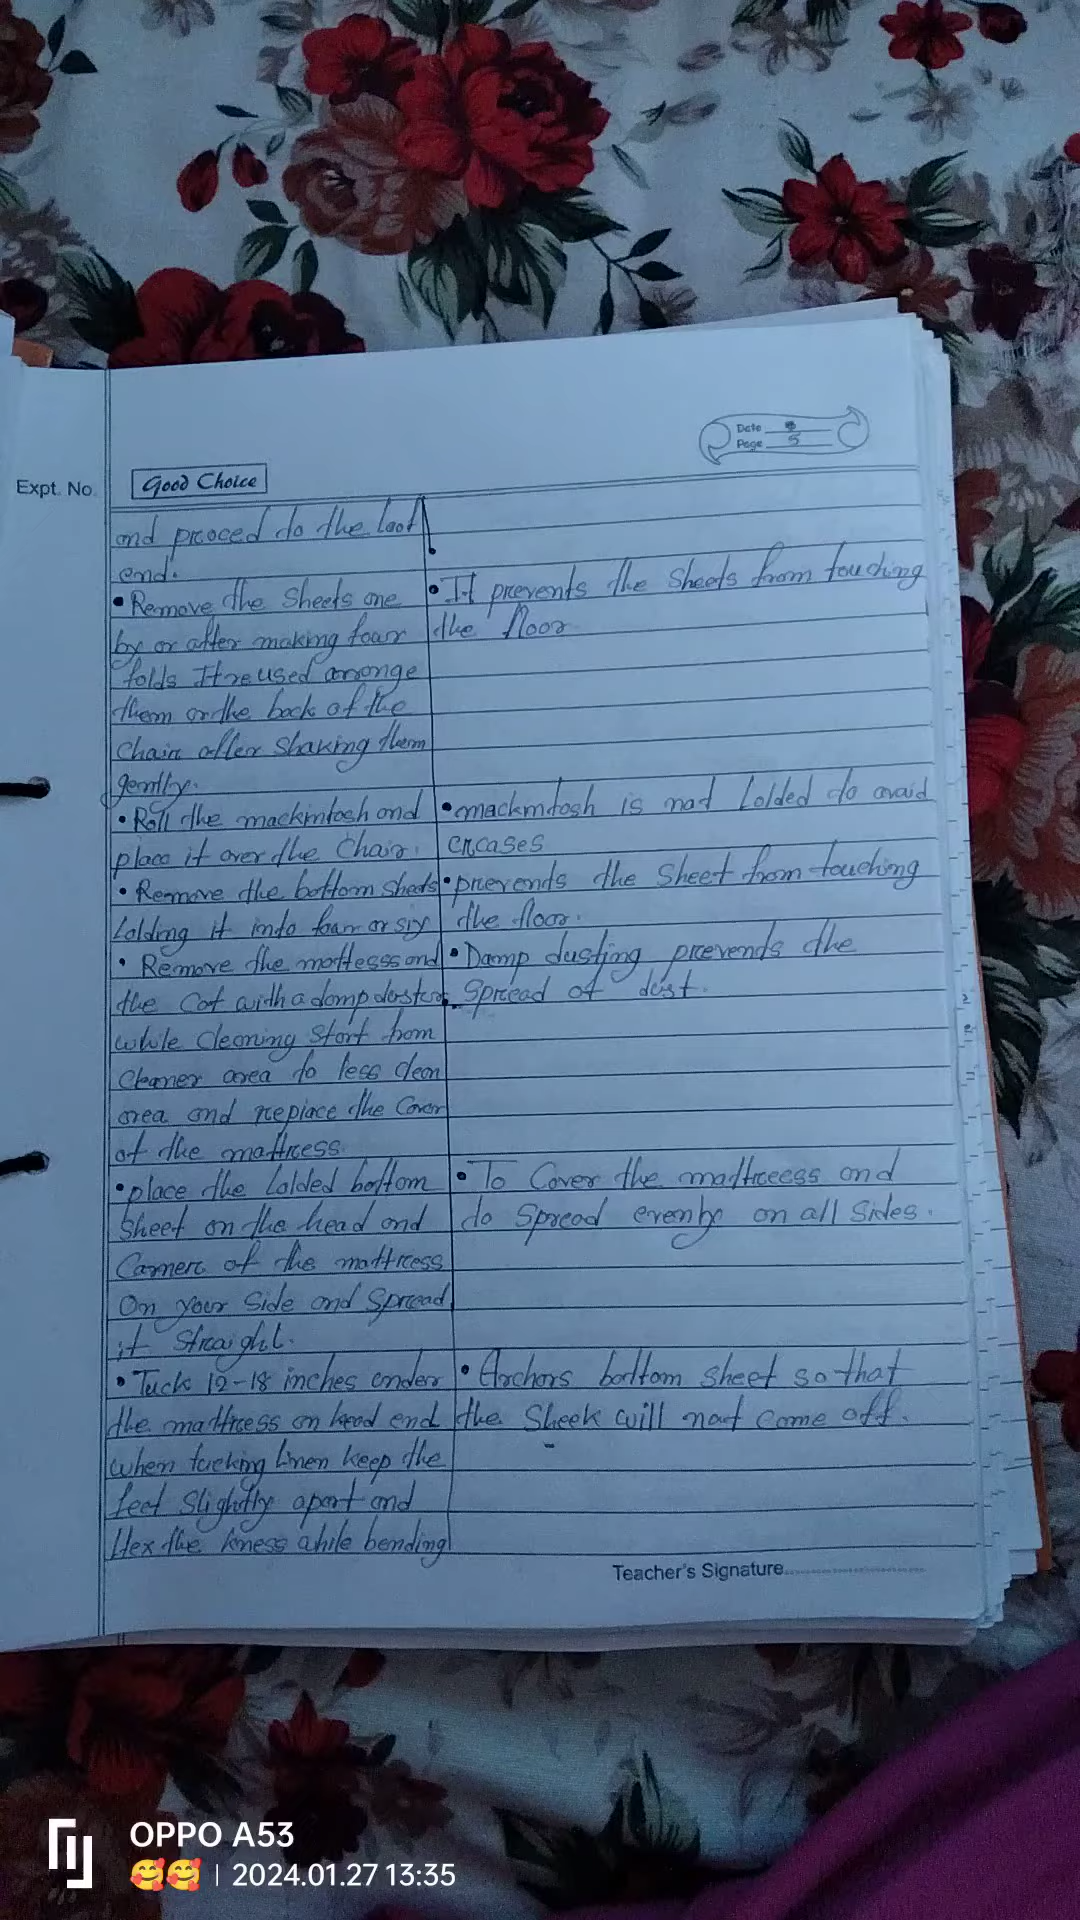 Date
Page 5
Expt. No.
Good Choice
and proceed to the foot
end.
• Remove the Sheets one
by or after making four
folds It reused arrange
them or the back of the
Chair after Shaking them
gently.
• It prevents the Sheets from touching
the floor
• Roll the mackintosh and
place it over the Chair.
• mackintosh is not folded to avoid
creases
• Remove the bottom sheets
folding it into four or six
• prevents the Sheet from touching
the floor.
• Remove the mattesss and
the Cot with a damp duster.
while Cleaning Start from
Cleaner area to less clean
area and replace the Cover
of the mattress.
• Damp dusting prevents the
Spread of dust.
• place the folded bottom
Sheet on the head and
Corner of the mattress
On your Side and Spread
it Straight.
• To Cover the mattreess and
to Spread evenly on all Sides.
• Tuck 12-18 inches under
the mattress on head end
when tucking linen keep the
feet Slightly apart and
flex the kness while bending
• Anchors bottom sheet so that
the Sheek will not come off.
Teacher's Signature
OPPO A53
🥰🥰 | 2024.01.27 13:35